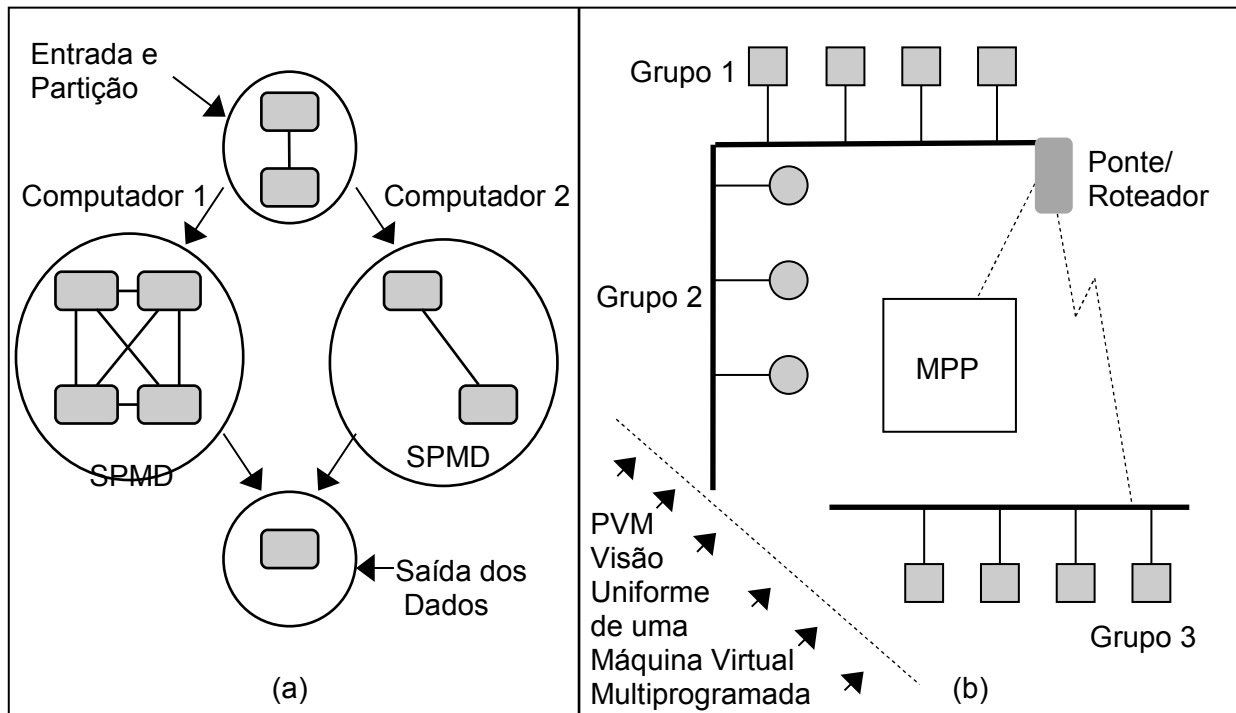 Entrada e
Partição
Computador 1
Computador 2
SPMD
SPMD
Saída dos
Dados
(a)
Grupo 1
Ponte/
Roteador
Grupo 2
MPP
PVM
Visão
Uniforme
de uma
Máquina Virtual
Multiprogramada
Grupo 3
(b)